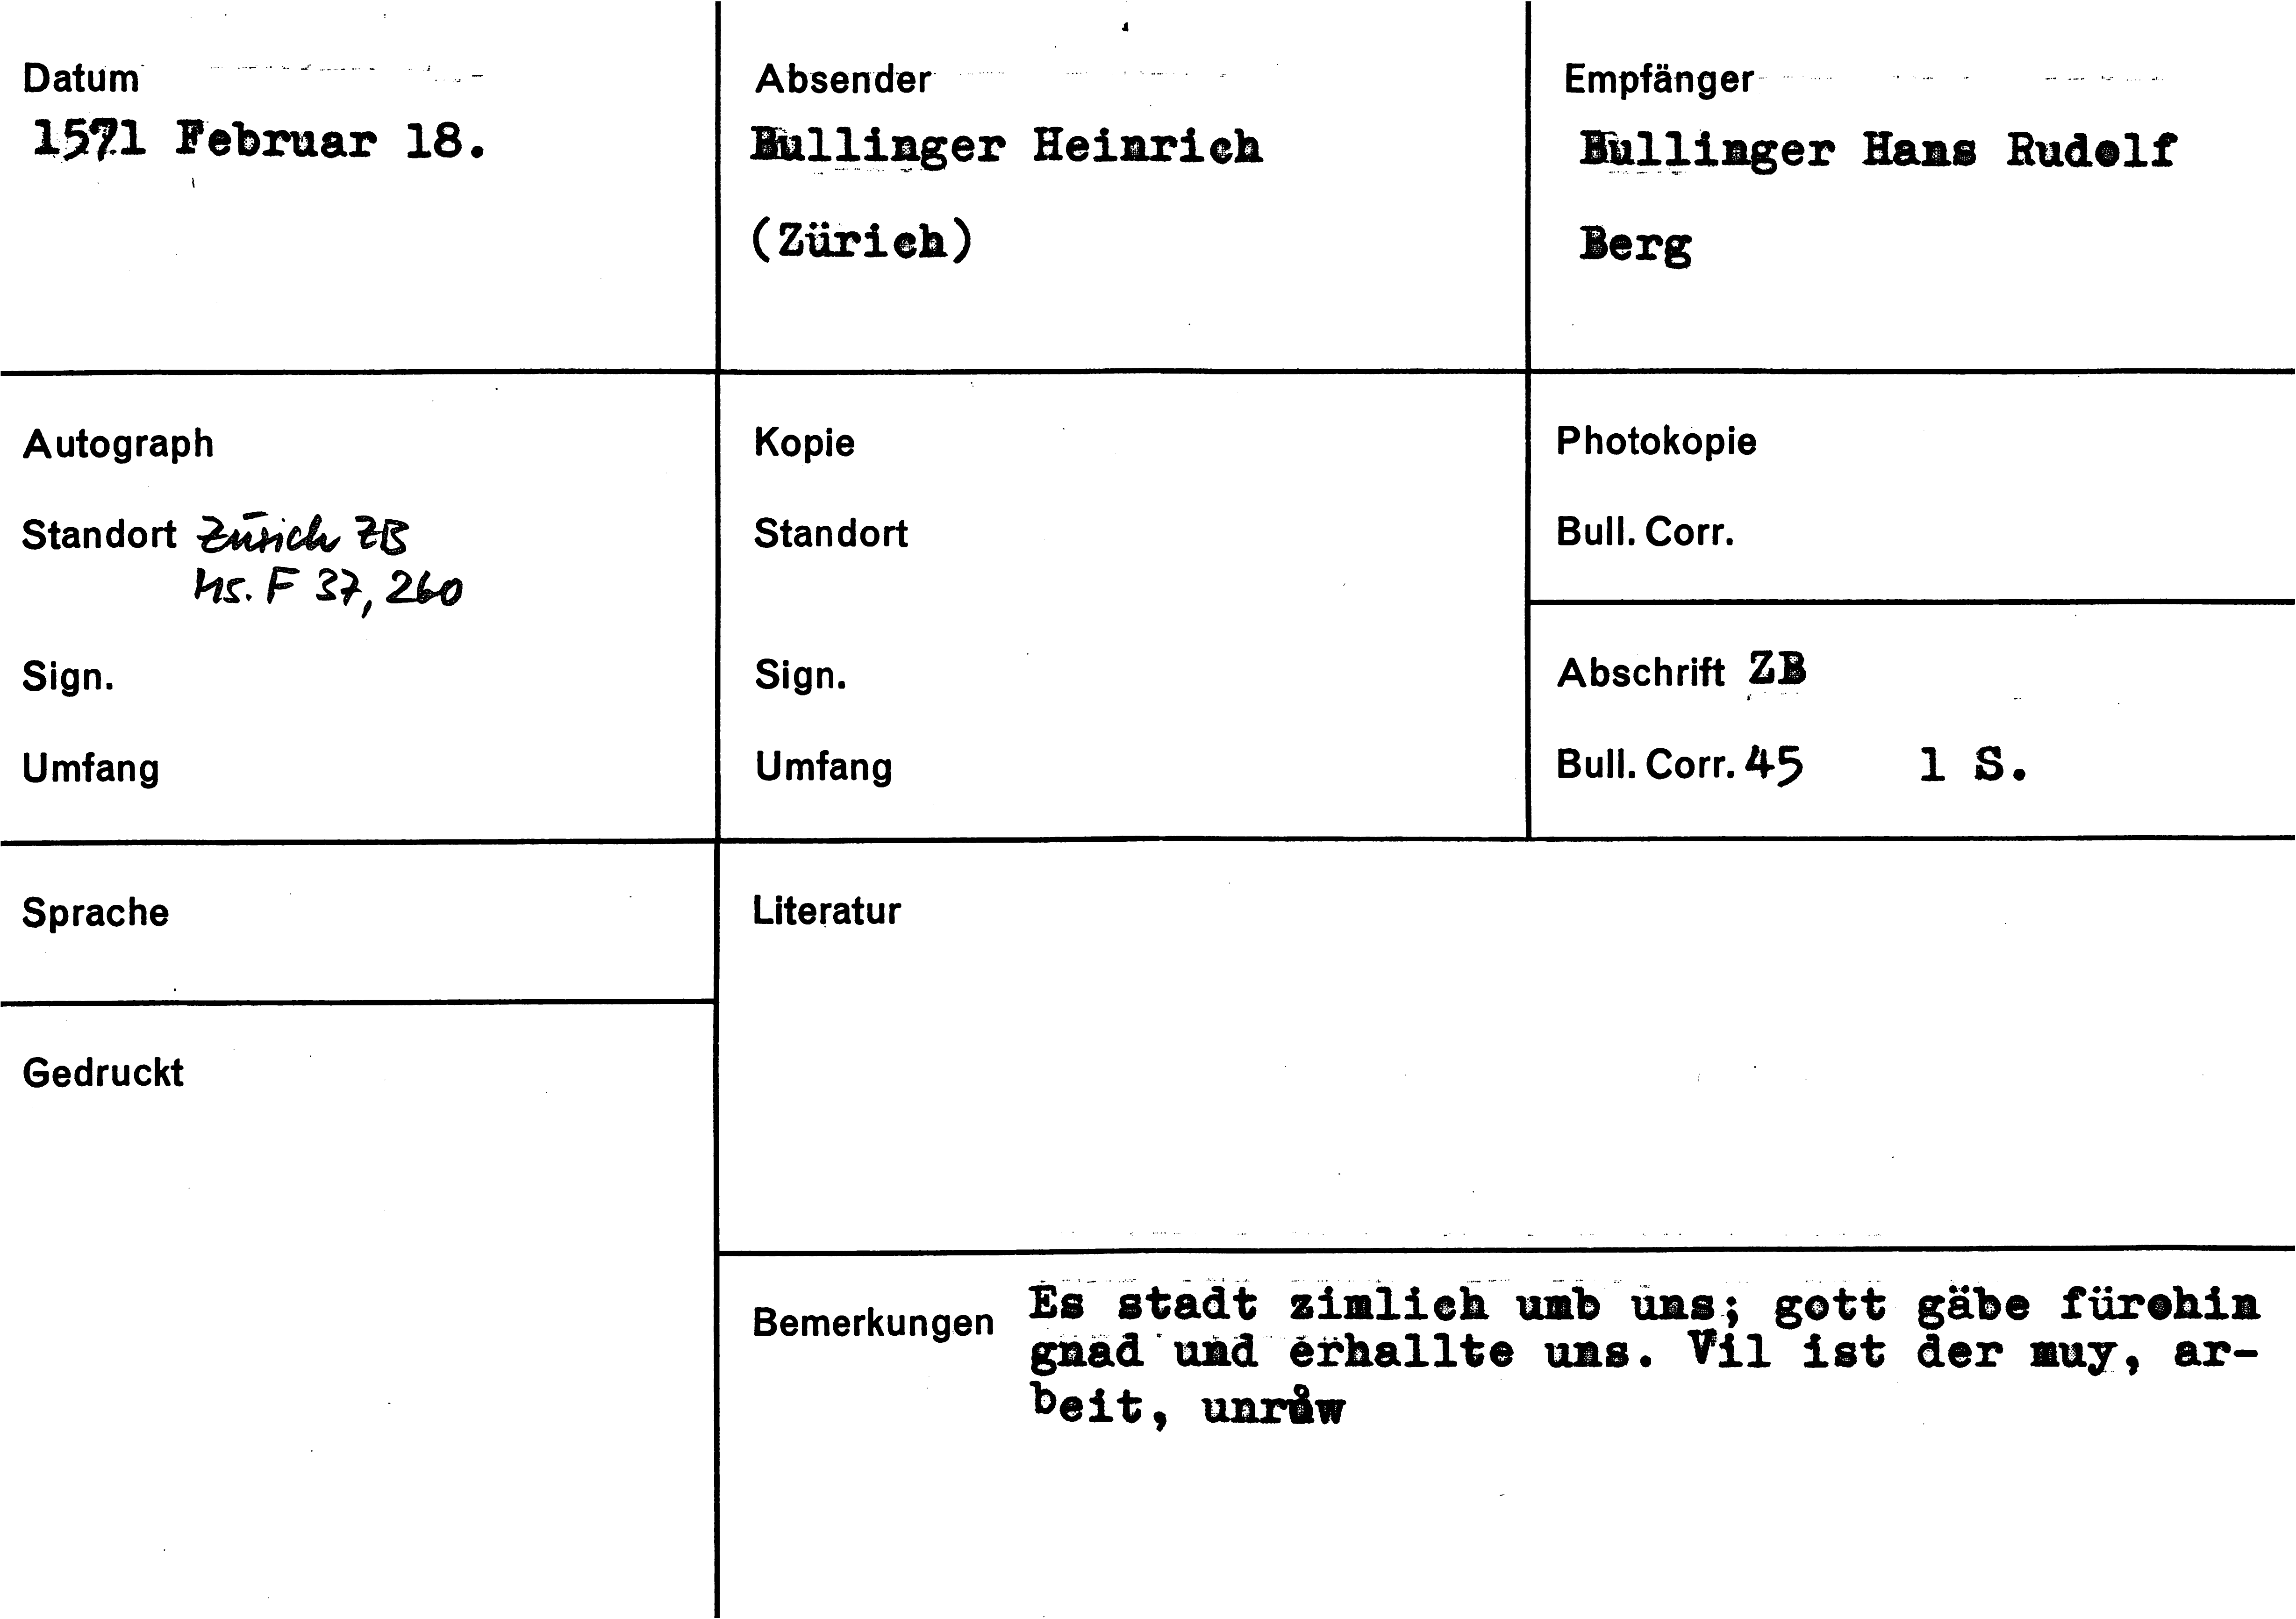 Datum
1571 Februar 18.
Absender
Bullinger Heinrich
(Zürich)
Empfänger
Bullinger Hans Rudolf
Berg
Autograph
Standort Zürich ZB
Ms. F 37, 260
Sign.
Umfang
Kopie
Standort
Sign.
Umfang
Photokopie
Bull. Corr.
Abschrift ZB
Bull. Corr. 45 1 S.
Sprache
Literatur
Gedruckt
Bemerkungen Es stadt zimlich umb uns; gott gäbe fürohin
gnad und erhallte uns. Vil ist der muy, ar-
beit, unrůw